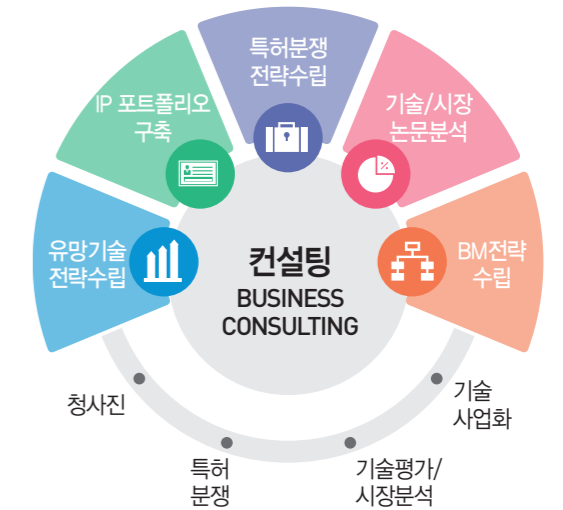 특허분쟁
전략수립
IP 포트폴리오
구축
기술/시장
논문분석
유망기술
전략수립
컨설팅
BUSINESS
CONSULTING
BM전략
수립
청사진
특허
분쟁
기술평가/
시장분석
기술
사업화